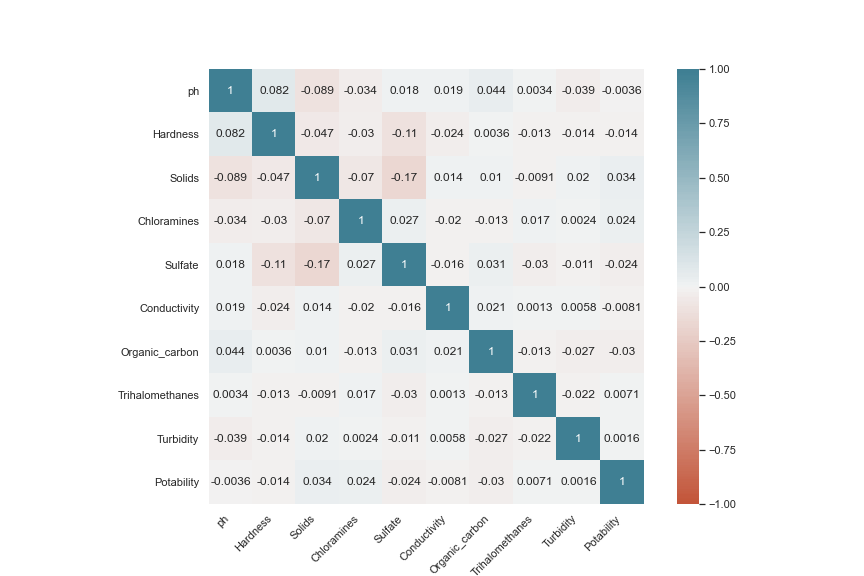 ph 1 0.082 -0.089 -0.034 0.018 0.019 0.044 0.0034 -0.039 -0.0036
Hardness 0.082 1 -0.047 -0.03 -0.11 -0.024 0.0036 -0.013 -0.014 -0.014
Solids -0.089 -0.047 1 -0.07 -0.17 0.014 0.01 -0.0091 0.02 0.034
Chloramines -0.034 -0.03 -0.07 1 0.027 -0.02 -0.013 0.017 0.0024 0.024
Sulfate 0.018 -0.11 -0.17 0.027 1 -0.016 0.031 -0.03 -0.011 -0.024
Conductivity 0.019 -0.024 0.014 -0.02 -0.016 1 0.021 0.0013 0.0058 -0.0081
Organic_carbon 0.044 0.0036 0.01 -0.013 0.031 0.021 1 -0.013 -0.027 -0.03
Trihalomethanes 0.0034 -0.013 -0.0091 0.017 -0.03 0.0013 -0.013 1 -0.022 0.0071
Turbidity -0.039 -0.014 0.02 0.0024 -0.011 0.0058 -0.027 -0.022 1 0.0016
Potability -0.0036 -0.014 0.034 0.024 -0.024 -0.0081 -0.03 0.0071 0.0016 1
ph Hardness Solids Chloramines Sulfate Conductivity Organic_carbon Trihalomethanes Turbidity Potability
1.00
0.75
0.50
0.25
0.00
−0.25
−0.50
−0.75
−1.00